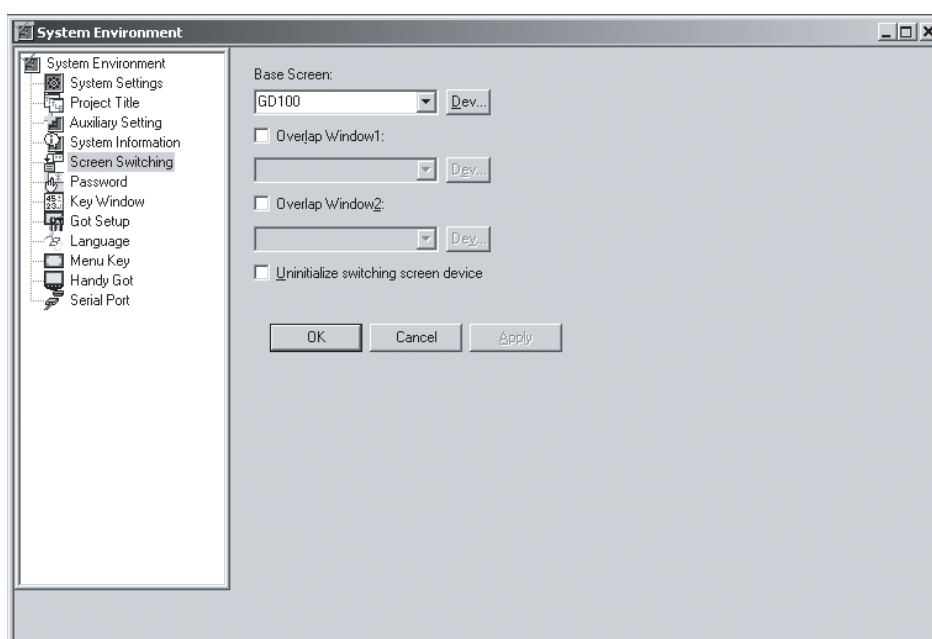 System Environment
System Environment
System Settings
Project Title
Auxiliary Setting
System Information
Screen Switching
Password
Key Window
Got Setup
Language
Menu Key
Handy Got
Serial Port
Base Screen:
GD100
Dev...
Overlap Window1:
Dev...
Overlap Window2:
Dev...
Uninitialize switching screen device
OK
Cancel
Apply